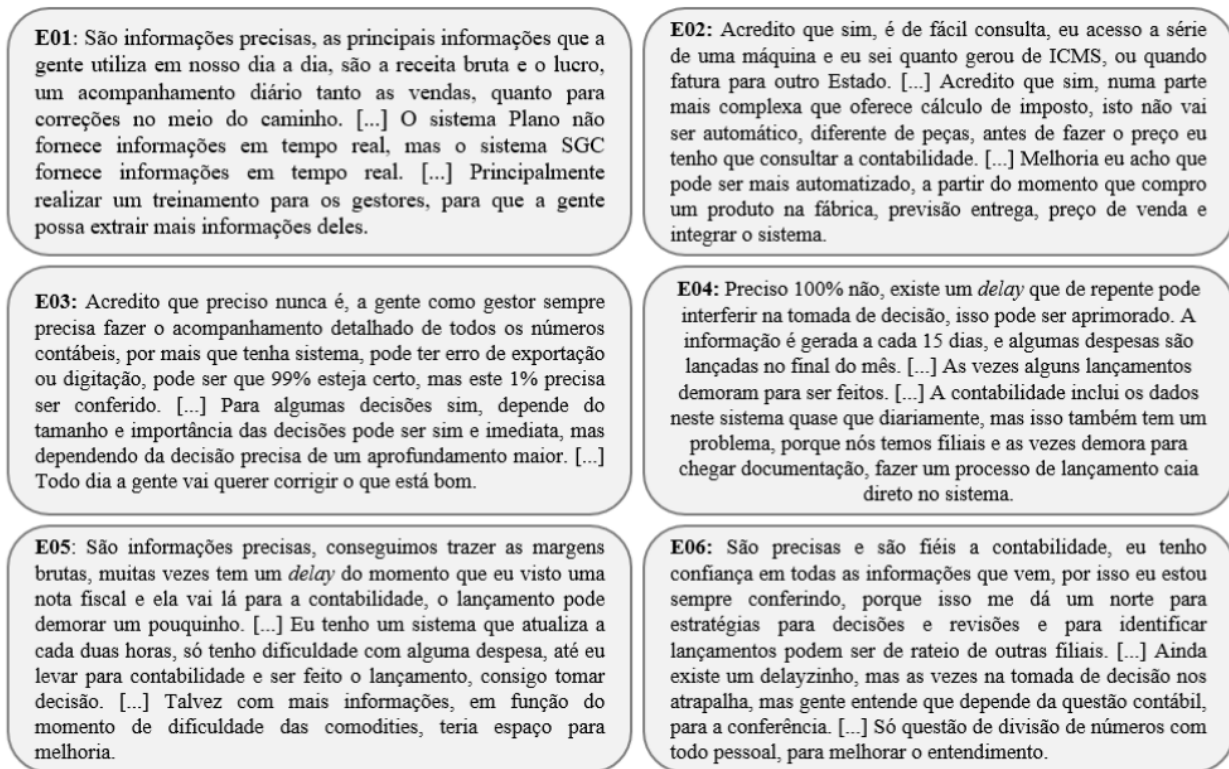 E01: São informações precisas, as principais informações que a
gente utiliza em nosso dia a dia, são a receita bruta e o lucro,
um acompanhamento diário tanto as vendas, quanto para
correções no meio do caminho. [...] O sistema Plano não
fornece informações em tempo real, mas o sistema SGC
fornece informações em tempo real. [...] Principalmente
realizar um treinamento para os gestores, para que a gente
possa extrair mais informações deles.
E02: Acredito que sim, é de fácil consulta, eu acesso a série
de uma máquina e eu sei quanto gerou de ICMS, ou quando
fatura para outro Estado. [...] Acredito que sim, numa parte
mais complexa que oferece cálculo de imposto, isto não vai
ser automático, diferente de peças, antes de fazer o preço eu
tenho que consultar a contabilidade. [...] Melhoria eu acho que
pode ser mais automatizado, a partir do momento que compro
um produto na fábrica, previsão entrega, preço de venda e
integrar o sistema.
E03: Acredito que preciso nunca é, a gente como gestor sempre
precisa fazer o acompanhamento detalhado de todos os números
contábeis, por mais que tenha sistema, pode ter erro de exportação
ou digitação, pode ser que 99% esteja certo, mas este 1% precisa
ser conferido. [...] Para algumas decisões sim, depende do
tamanho e importância das decisões pode ser sim e imediata, mas
dependendo da decisão precisa de um aprofundamento maior. [...]
Todo dia a gente vai querer corrigir o que está bom.
E04: Preciso 100% não, existe um delay que de repente pode
interferir na tomada de decisão, isso pode ser aprimorado. A
informação é gerada a cada 15 dias, e algumas despesas são
lançadas no final do mês. [...] As vezes alguns lançamentos
demoram para ser feitos. [...] A contabilidade inclui os dados
neste sistema quase que diariamente, mas isso também tem um
problema, porque nós temos filiais e as vezes demora para
chegar documentação, fazer um processo de lançamento caia
direto no sistema.
E05: São informações precisas, conseguimos trazer as margens
brutas, muitas vezes tem um delay do momento que eu visto uma
nota fiscal e ela vai lá para a contabilidade, o lançamento pode
demorar um pouquinho. [...] Eu tenho um sistema que atualiza a
cada duas horas, só tenho dificuldade com alguma despesa, até eu
levar para contabilidade e ser feito o lançamento, consigo tomar
decisão. [...] Talvez com mais informações, em função do
momento de dificuldade das comodities, teria espaço para
melhoria.
E06: São precisas e são fiéis a contabilidade, eu tenho
confiança em todas as informações que vem, por isso eu estou
sempre conferindo, porque isso me dá um norte para
estratégias para decisões e revisões e para identificar
lançamentos podem ser de rateio de outras filiais. [...] Ainda
existe um delayzinho, mas as vezes na tomada de decisão nos
atrapalha, mas gente entende que depende da questão contábil,
para a conferência. [...] Só questão de divisão de números com
todo pessoal, para melhorar o entendimento.